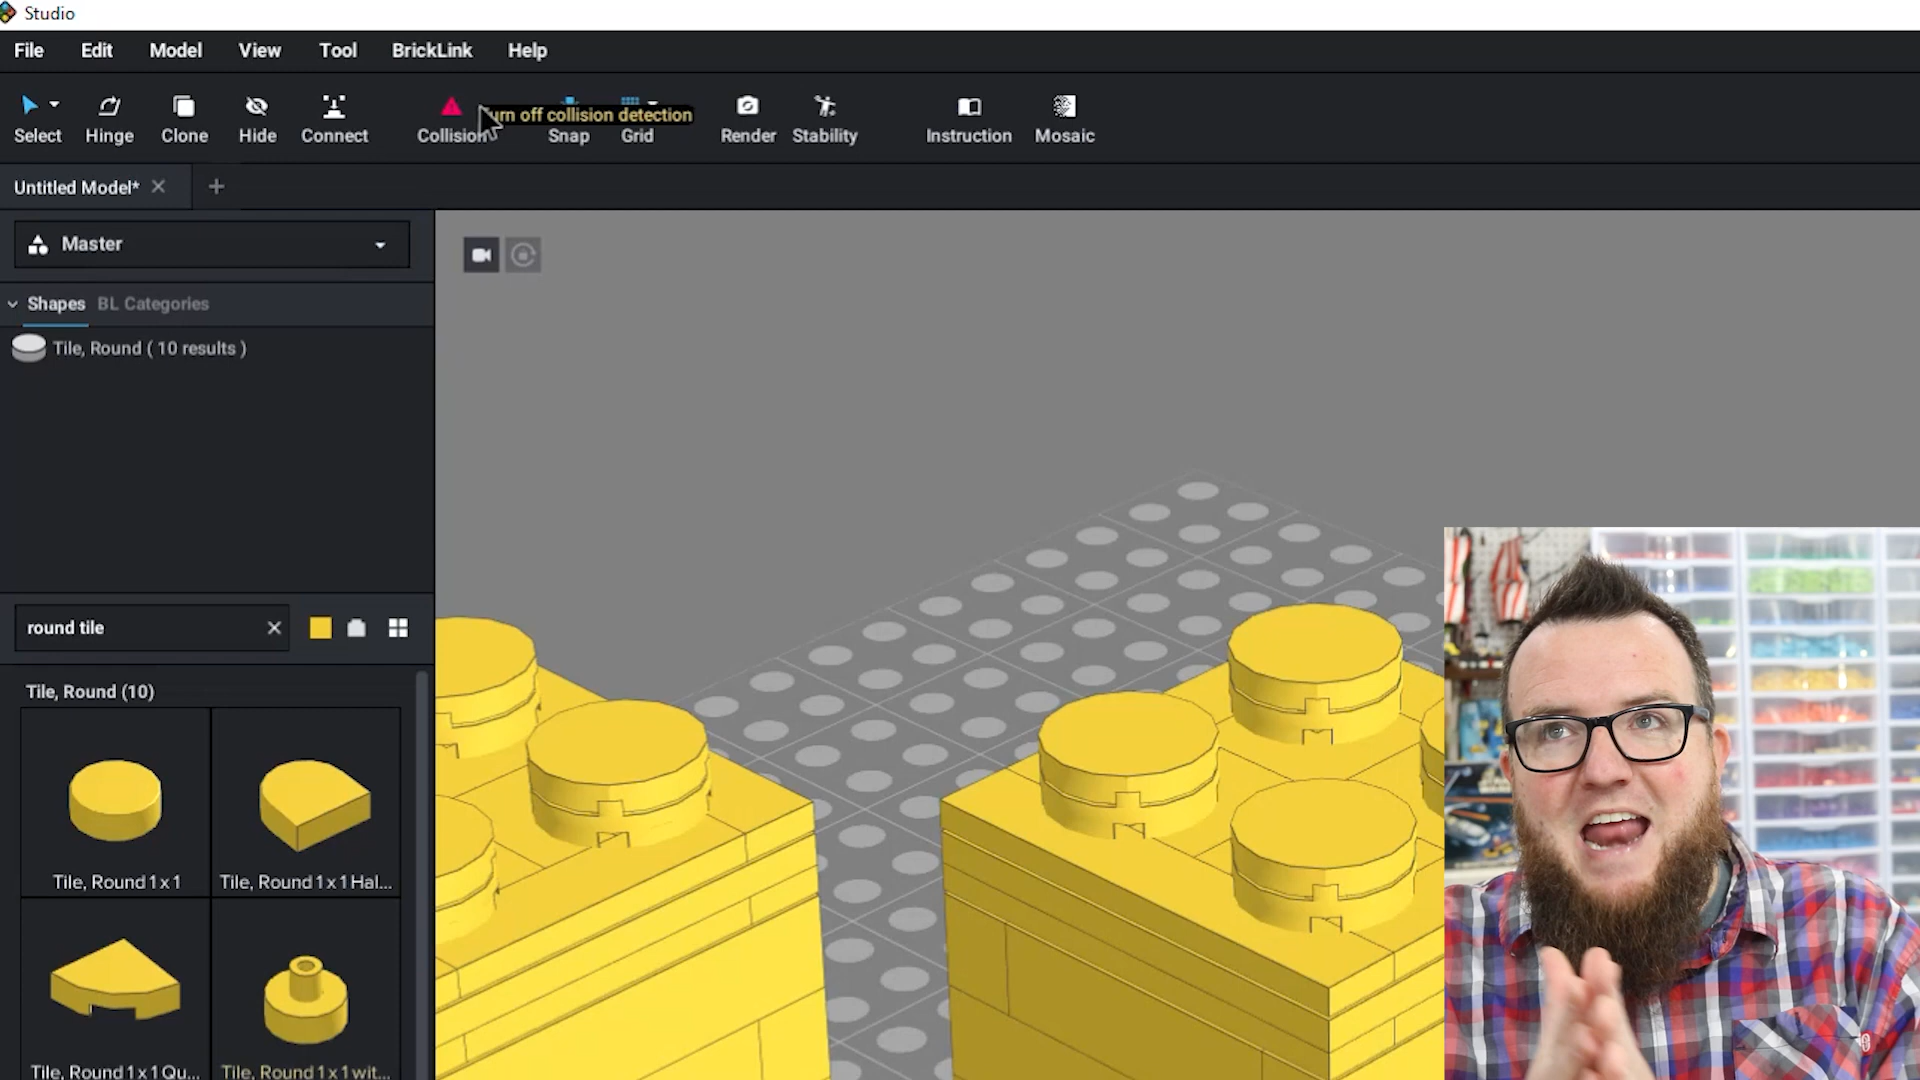 Studio
File Edit Model View Tool BrickLink Help
urn off collision detection
Select Hinge Clone Hide Connect Collision Snap Grid Render Stability Instruction Mosaic
Untitled Model*
Master
Shapes BL Categories
Tile, Round ( 10 results )
round tile
Tile, Round (10)
Tile, Round 1 x 1
Tile, Round 1 x 1 Hal...
Tile, Round 1 x 1 Qu...
Tile, Round 1 x 1 wit...